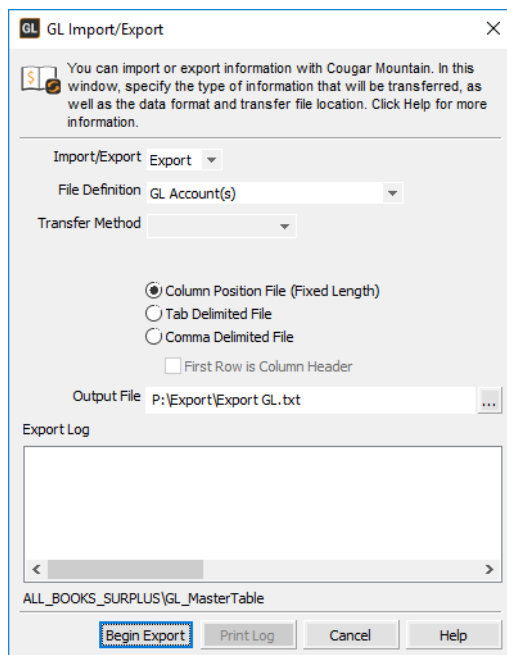 GL GL Import/Export
$
You can import or export information with Cougar Mountain. In this
window, specify the type of information that will be transferred, as
well as the data format and transfer file location. Click Help for more
information.
Import/Export Export
File Definition GL Account(s)
Transfer Method
Column Position File (Fixed Length)
Tab Delimited File
Comma Delimited File
First Row is Column Header
Output File P:\Export\Export GL.txt ...
Export Log
ALL_BOOKS_SURPLUS\GL_MasterTable
Begin Export Print Log Cancel Help